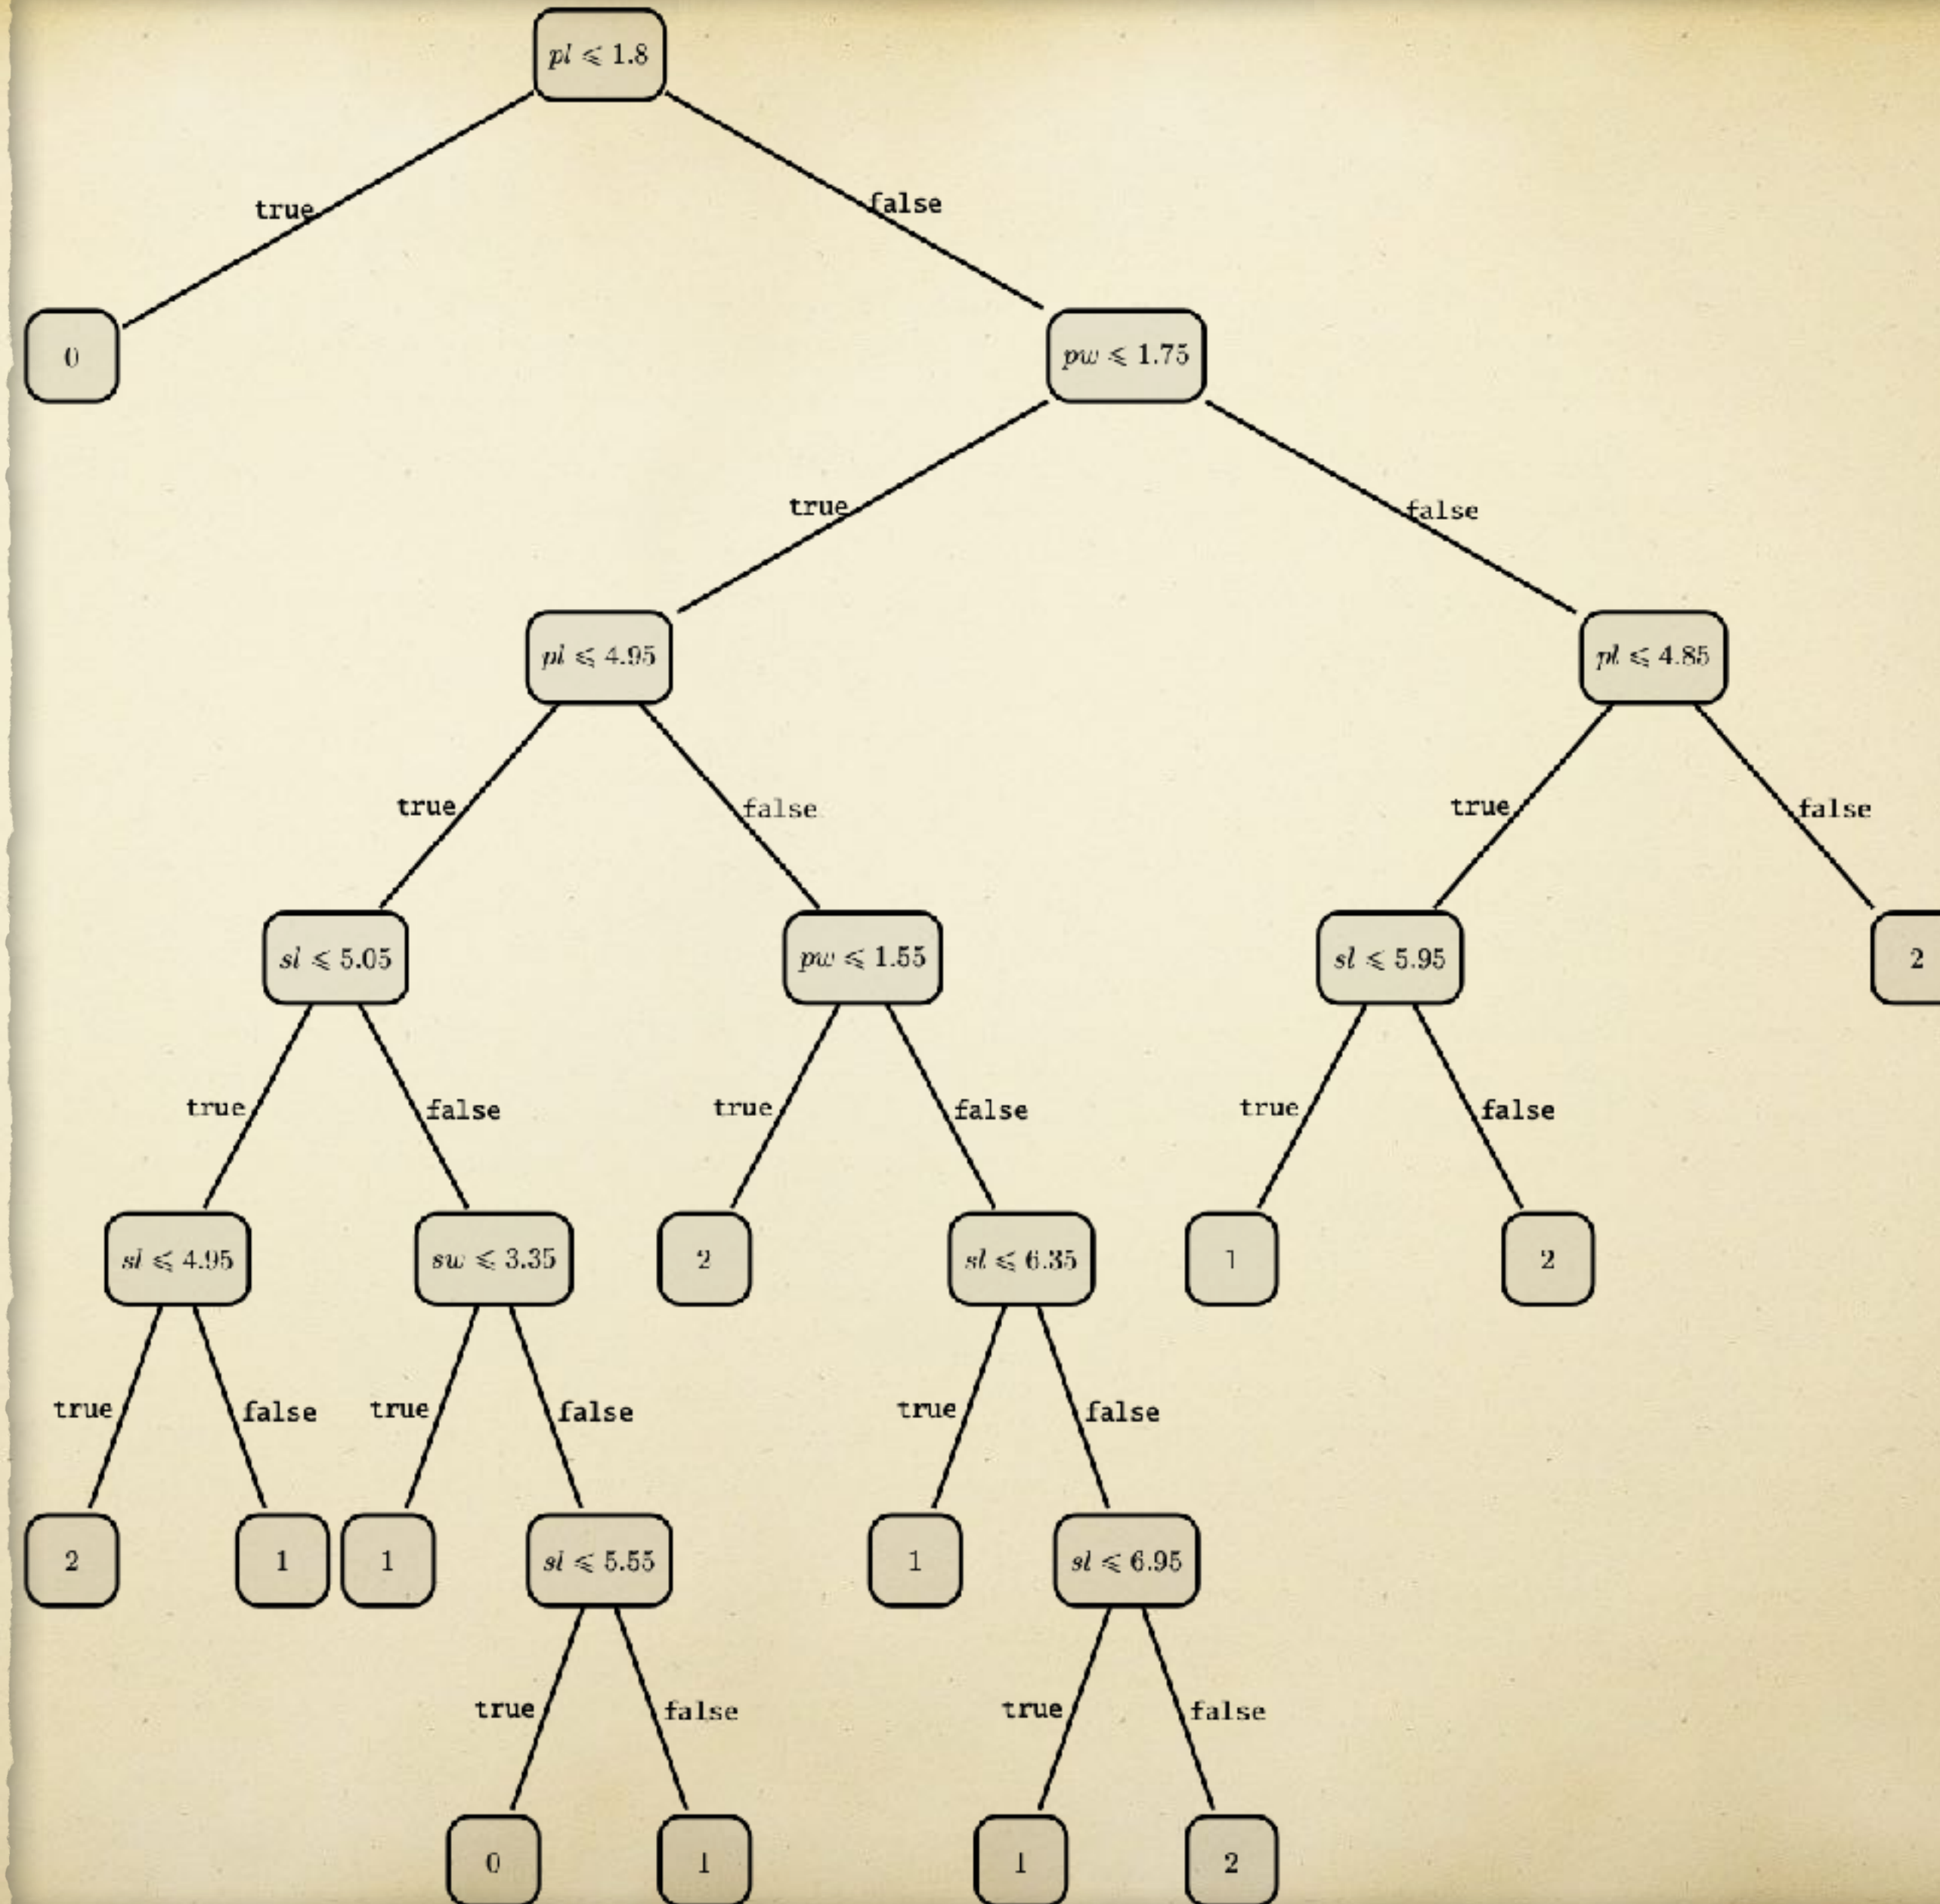 pl ⩽ 1.8
true false
0 pw ⩽ 1.75
true false
pl ⩽ 4.95 pl ⩽ 4.85
true false true false
sl ⩽ 5.05 pw ⩽ 1.55 sl ⩽ 5.95 2
true false true false true false
sl ⩽ 4.95 sw ⩽ 3.35 2 sl ⩽ 6.35 1 2
true false true false true false
2 1 1 sl ⩽ 5.55 1 sl ⩽ 6.95
true false true false
0 1 1 2